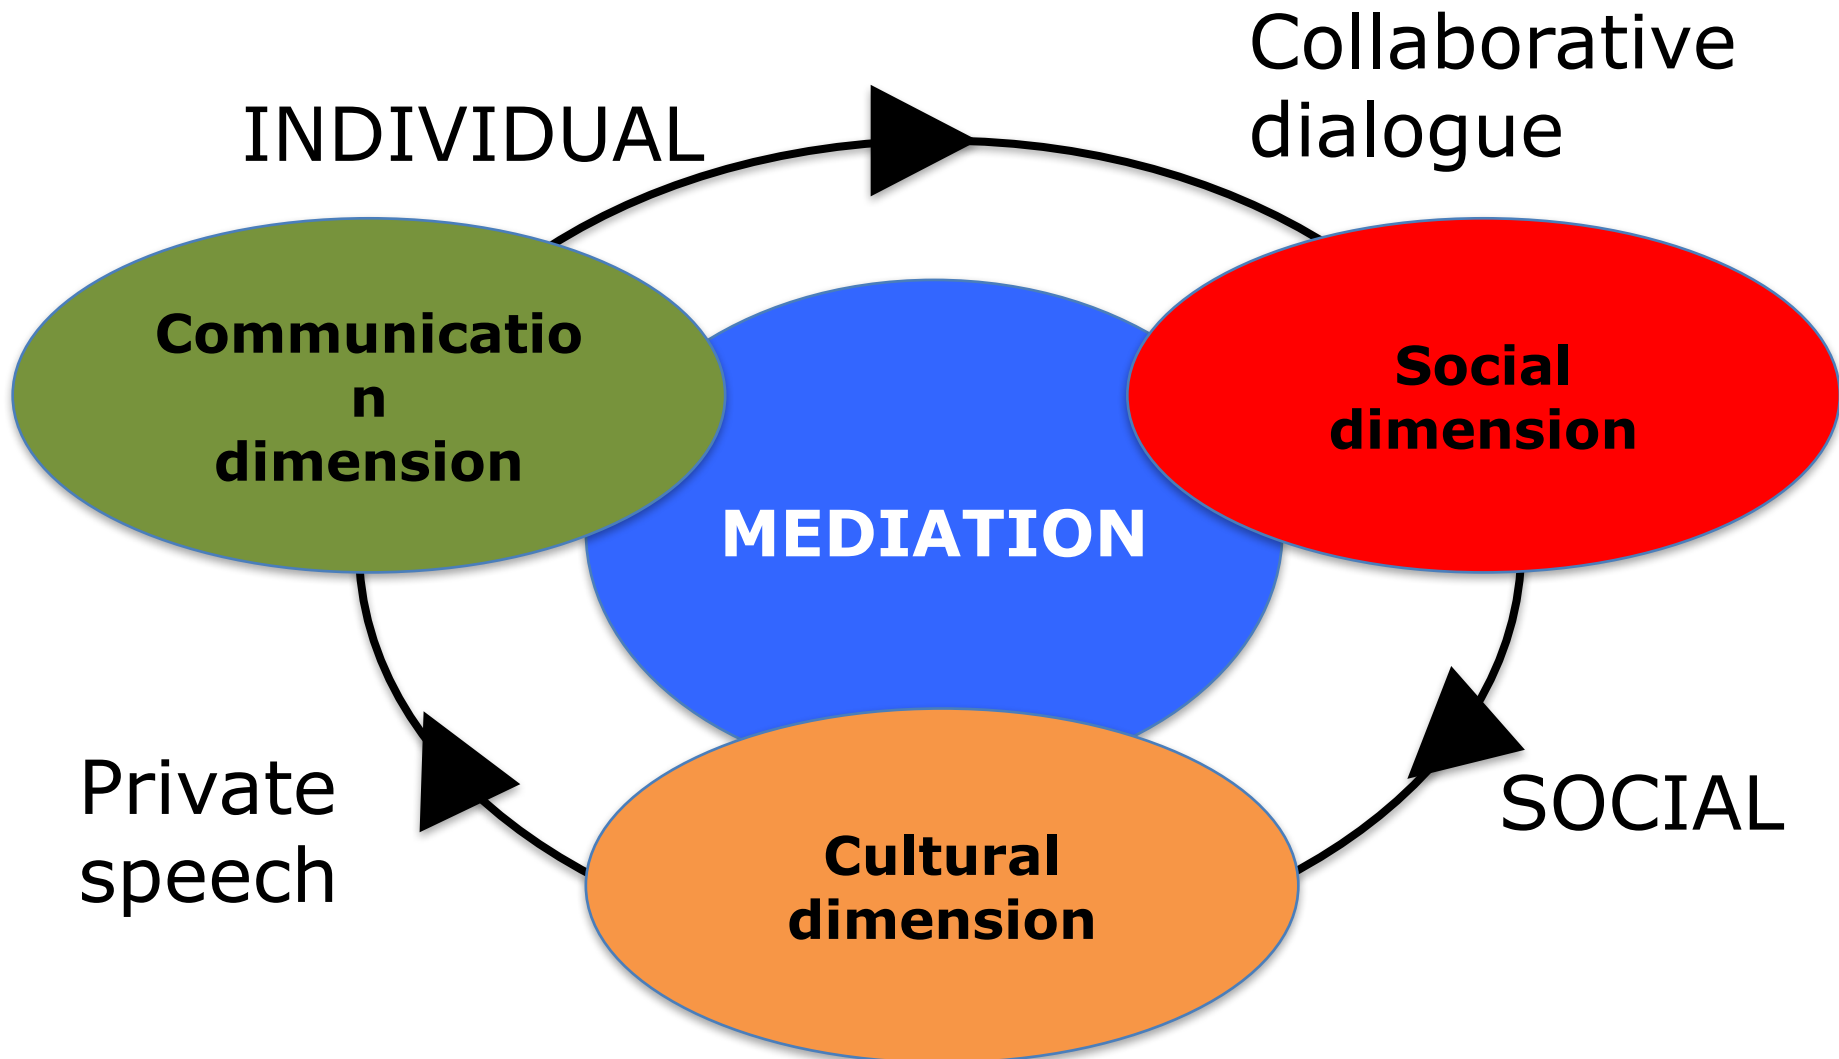 Collaborative
dialogue
INDIVIDUAL
Communicatio
n
dimension
Social
dimension
MEDIATION
Private
speech
SOCIAL
Cultural
dimension